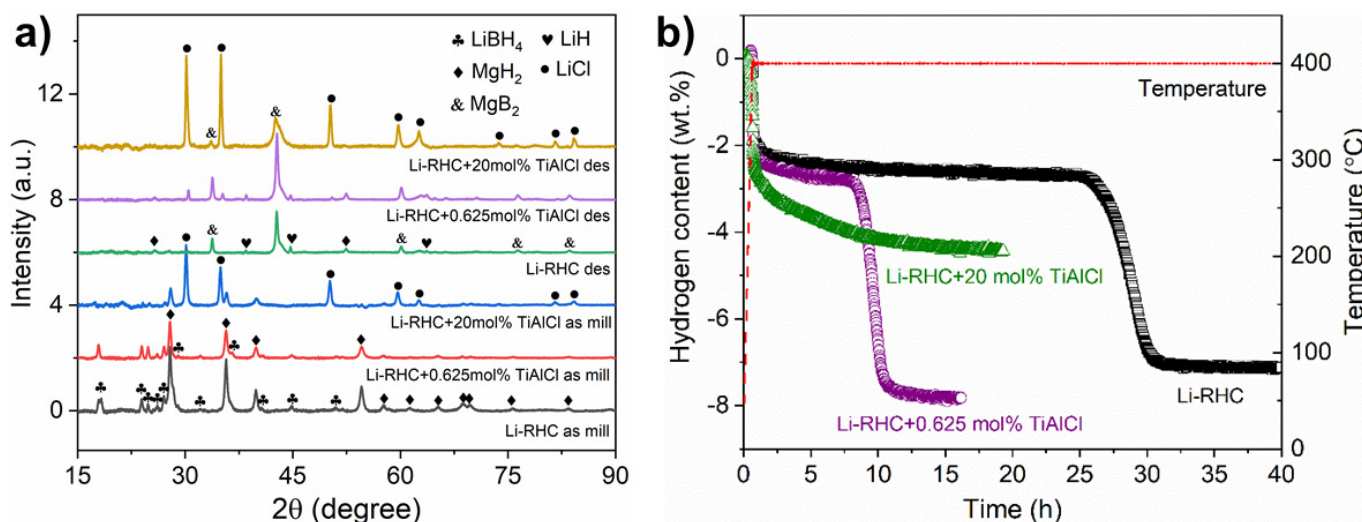 a)
♣ LiBH4 ♥ LiH
♦ MgH2 ● LiCl
& MgB2
12
8
4
0
Intensity (a.u.)
&
&
Li-RHC+20mol% TiAlCl des
Li-RHC+0.625mol% TiAlCl des
&
&
&
&
Li-RHC des
Li-RHC+20mol% TiAlCl as mill
Li-RHC+0.625mol% TiAlCl as mill
Li-RHC as mill
15 30 45 60 75 90
2θ (degree)
b)
0
-2
-4
-6
-8
Hydrogen content (wt.%)
Temperature
Li-RHC+20 mol% TiAlCl
Li-RHC
Li-RHC+0.625 mol% TiAlCl
0 5 10 15 20 25 30 35 40
Time (h)
400
300
200
100
0
Temperature (°C)